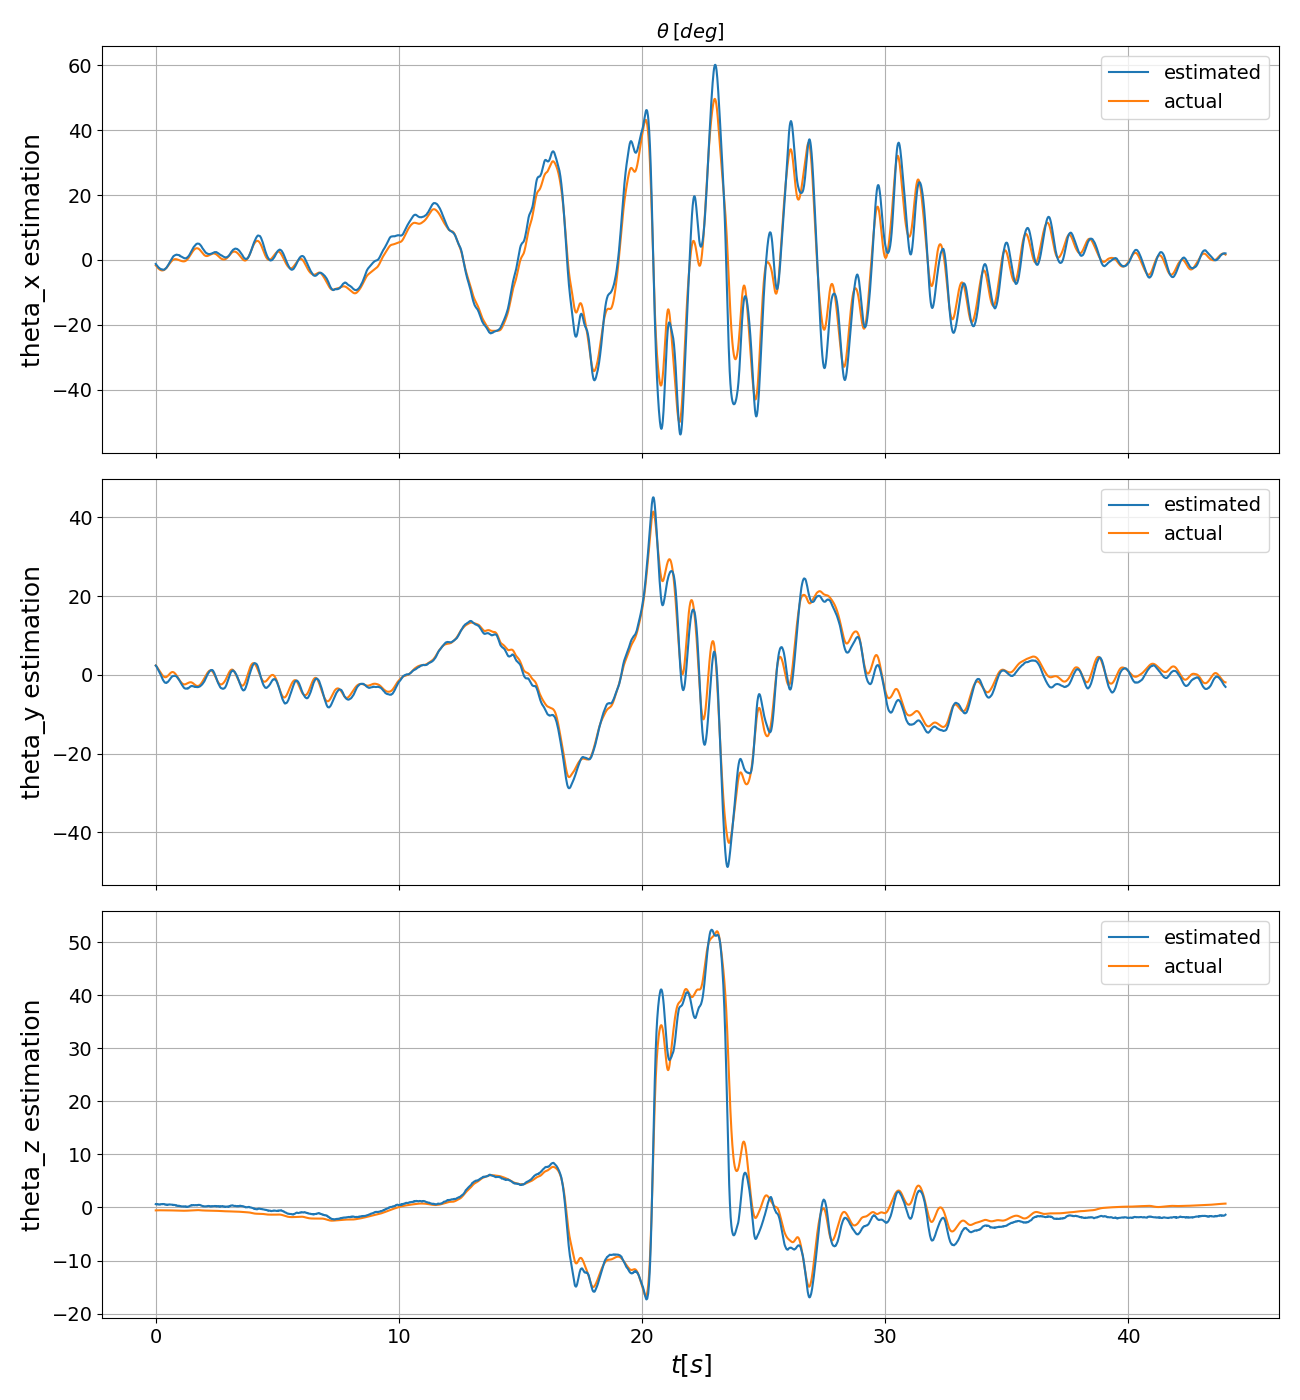 θ [deg]
theta_x estimation
60
40
20
0
−20
−40
estimated
actual
theta_y estimation
40
20
0
−20
−40
estimated
actual
theta_z estimation
50
40
30
20
10
0
−10
−20
estimated
actual
0 10 20 30 40
t[s]